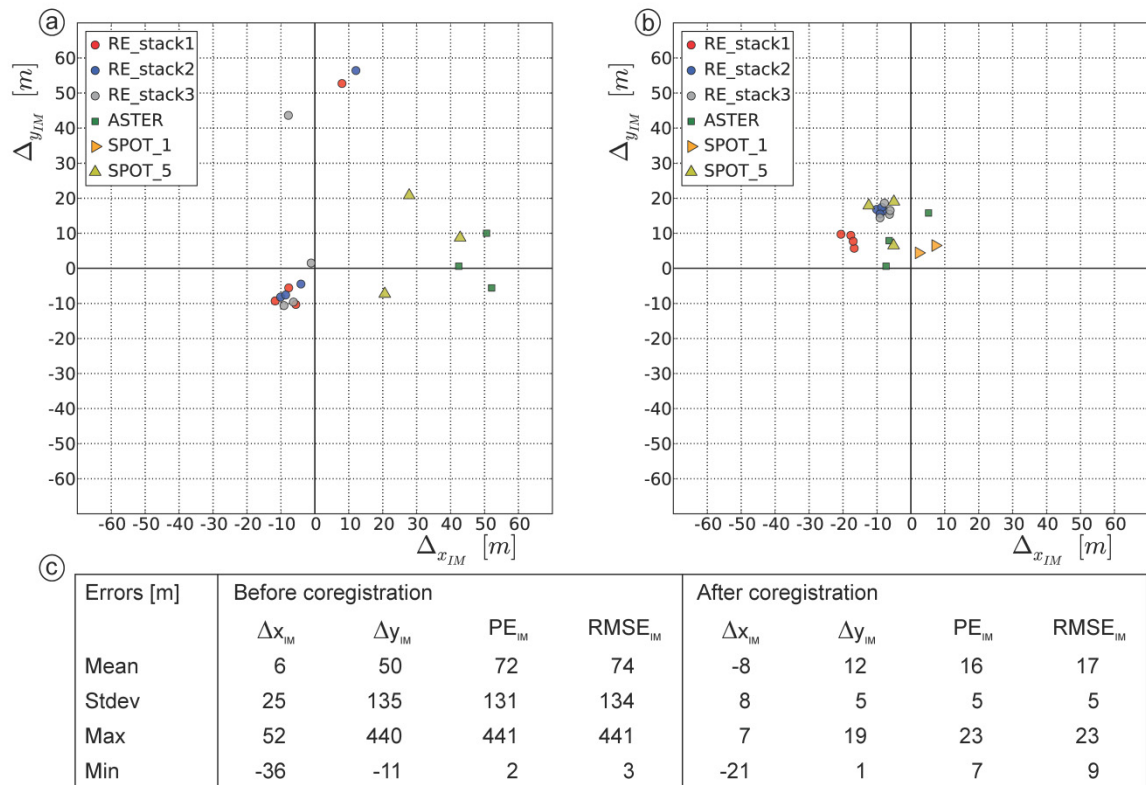 a
RE_stack1
RE_stack2
RE_stack3
ASTER
SPOT_1
SPOT_5
Δy_IM [m]
60
50
40
30
20
10
0
-10
-20
-30
-40
-50
-60
-60 -50 -40 -30 -20 -10 0 10 20 30 40 50 60
Δx_IM [m]
b
RE_stack1
RE_stack2
RE_stack3
ASTER
SPOT_1
SPOT_5
Δy_IM [m]
60
50
40
30
20
10
0
-10
-20
-30
-40
-50
-60
-60 -50 -40 -30 -20 -10 0 10 20 30 40 50 60
Δx_IM [m]
c
Errors [m] Before coregistration After coregistration
Δx_IM Δy_IM PE_IM RMSE_IM Δx_IM Δy_IM PE_IM RMSE_IM
Mean 6 50 72 74 -8 12 16 17
Stdev 25 135 131 134 8 5 5 5
Max 52 440 441 441 7 19 23 23
Min -36 -11 2 3 -21 1 7 9